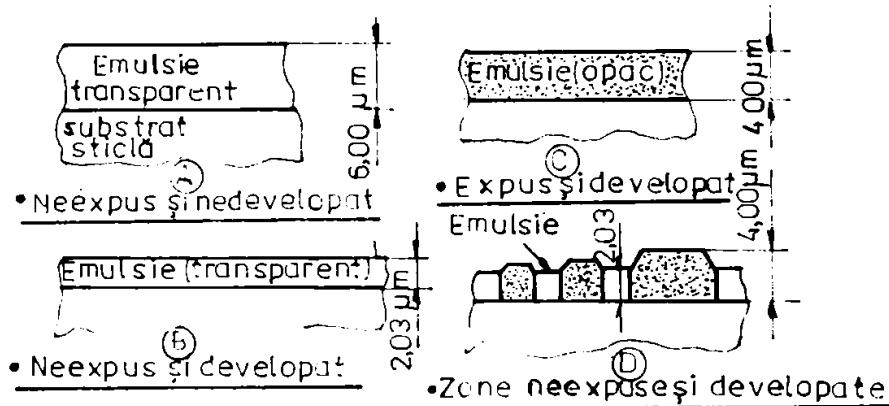 Emulsie
transparent
substrat
sticlă
6,00 µm
A
• Neexpus și nedevelopat
Emulsie (transparent)
2,03 µm
B
• Neexpus și developat
Emulsie (opac)
4,00 µm
C
• Expus și developat
Emulsie
2,03
4,00 µm
D
• Zone neexpuse și developate